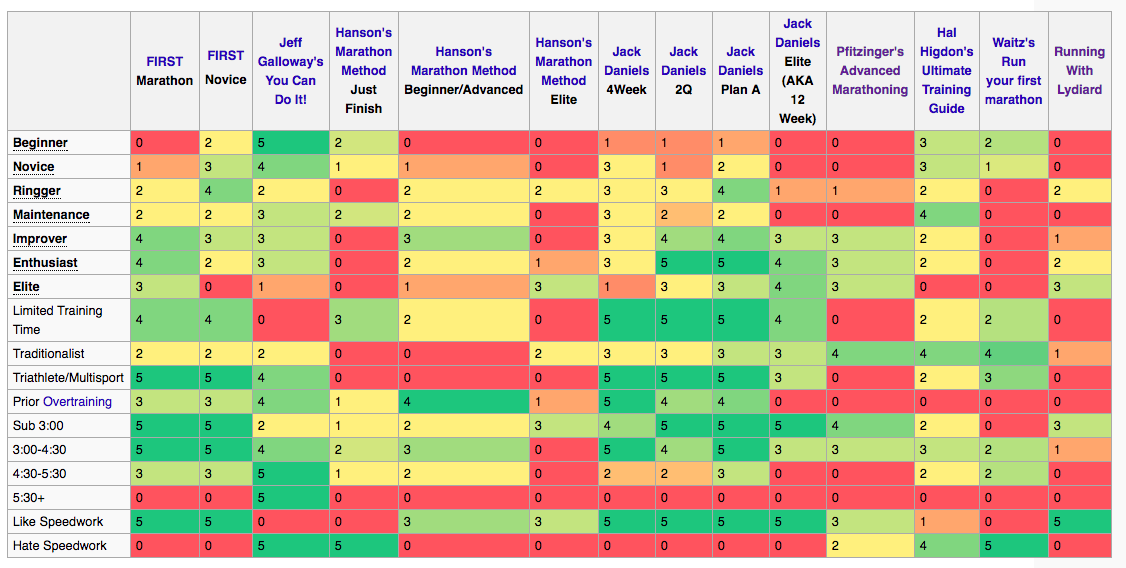 FIRST
Marathon
FIRST
Novice
Jeff
Galloway's
You Can
Do It!
Hanson's
Marathon
Method
Just
Finish
Hanson's
Marathon Method
Beginner/Advanced
Hanson's
Marathon
Method
Elite
Jack
Daniels
4Week
Jack
Daniels
2Q
Jack
Daniels
Plan A
Jack
Daniels
Elite
(AKA
12
Week)
Pfitzinger's
Advanced
Marathoning
Hal
Higdon's
Ultimate
Training
Guide
Waitz's
Run
your first
marathon
Running
With
Lydiard
Beginner 0 2 5 2 0 0 1 1 1 0 0 3 2 0
Novice 1 3 4 1 1 0 3 1 2 0 0 3 1 0
Ringger 2 4 2 0 2 2 3 3 4 1 1 2 0 2
Maintenance 2 2 3 2 2 0 3 2 2 0 0 4 0 0
Improver 4 3 3 0 3 0 3 4 4 3 3 2 0 1
Enthusiast 4 2 3 0 2 1 3 5 5 4 3 2 0 2
Elite 3 0 1 0 1 3 1 3 3 4 3 0 0 3
Limited Training
Time 4 4 0 3 2 0 5 5 5 4 0 2 2 0
Traditionalist 2 2 2 0 0 2 3 3 3 3 4 4 4 1
Triathlete/Multisport 5 5 4 0 0 0 5 5 5 3 0 2 3 0
Prior Overtraining 3 3 4 1 4 1 5 4 4 0 0 0 0 0
Sub 3:00 5 5 2 1 2 3 4 5 5 5 4 2 0 3
3:00-4:30 5 5 4 2 3 0 5 4 5 3 3 3 2 1
4:30-5:30 3 3 5 1 2 0 2 2 3 0 0 2 2 0
5:30+ 0 0 5 0 0 0 0 0 0 0 0 0 0 0
Like Speedwork 5 5 0 0 3 3 5 5 5 5 3 1 0 5
Hate Speedwork 0 0 5 5 0 0 0 0 0 0 2 4 5 0